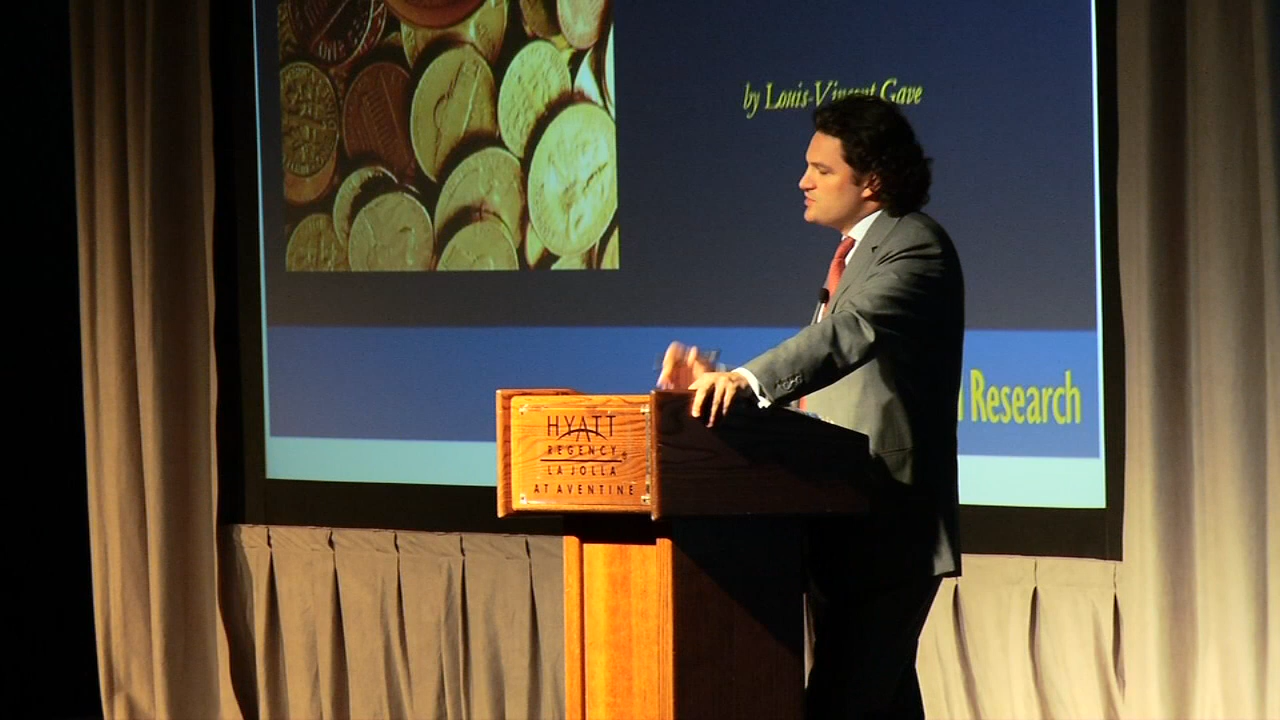 by Louis-Vincent Gave
Research
HYATT
REGENCY®
LA JOLLA
AT AVENTINE